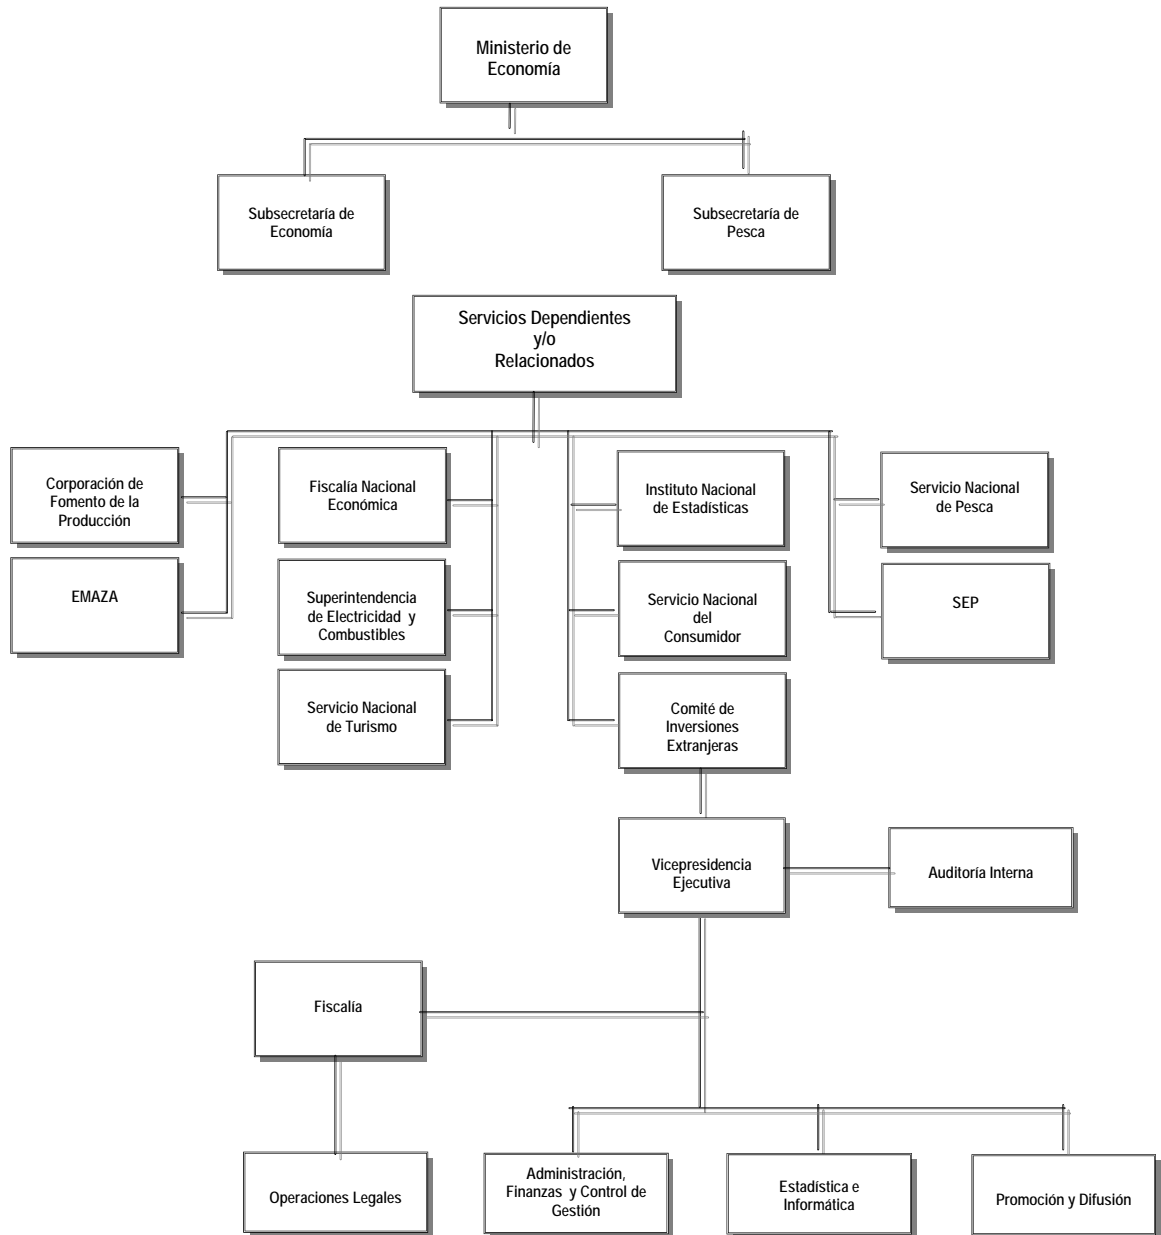 Ministerio de
Economía
Subsecretaría de
Economía
Subsecretaría de
Pesca
Servicios Dependientes
y/o
Relacionados
Corporación de
Fomento de la
Producción
Fiscalía Nacional
Económica
Instituto Nacional
de Estadísticas
Servicio Nacional
de Pesca
EMAZA
Superintendencia
de Electricidad y
Combustibles
Servicio Nacional
del
Consumidor
SEP
Servicio Nacional
de Turismo
Comité de
Inversiones
Extranjeras
Vicepresidencia
Ejecutiva
Auditoría Interna
Fiscalía
Operaciones Legales
Administración,
Finanzas y Control de
Gestión
Estadística e
Informática
Promoción y Difusión